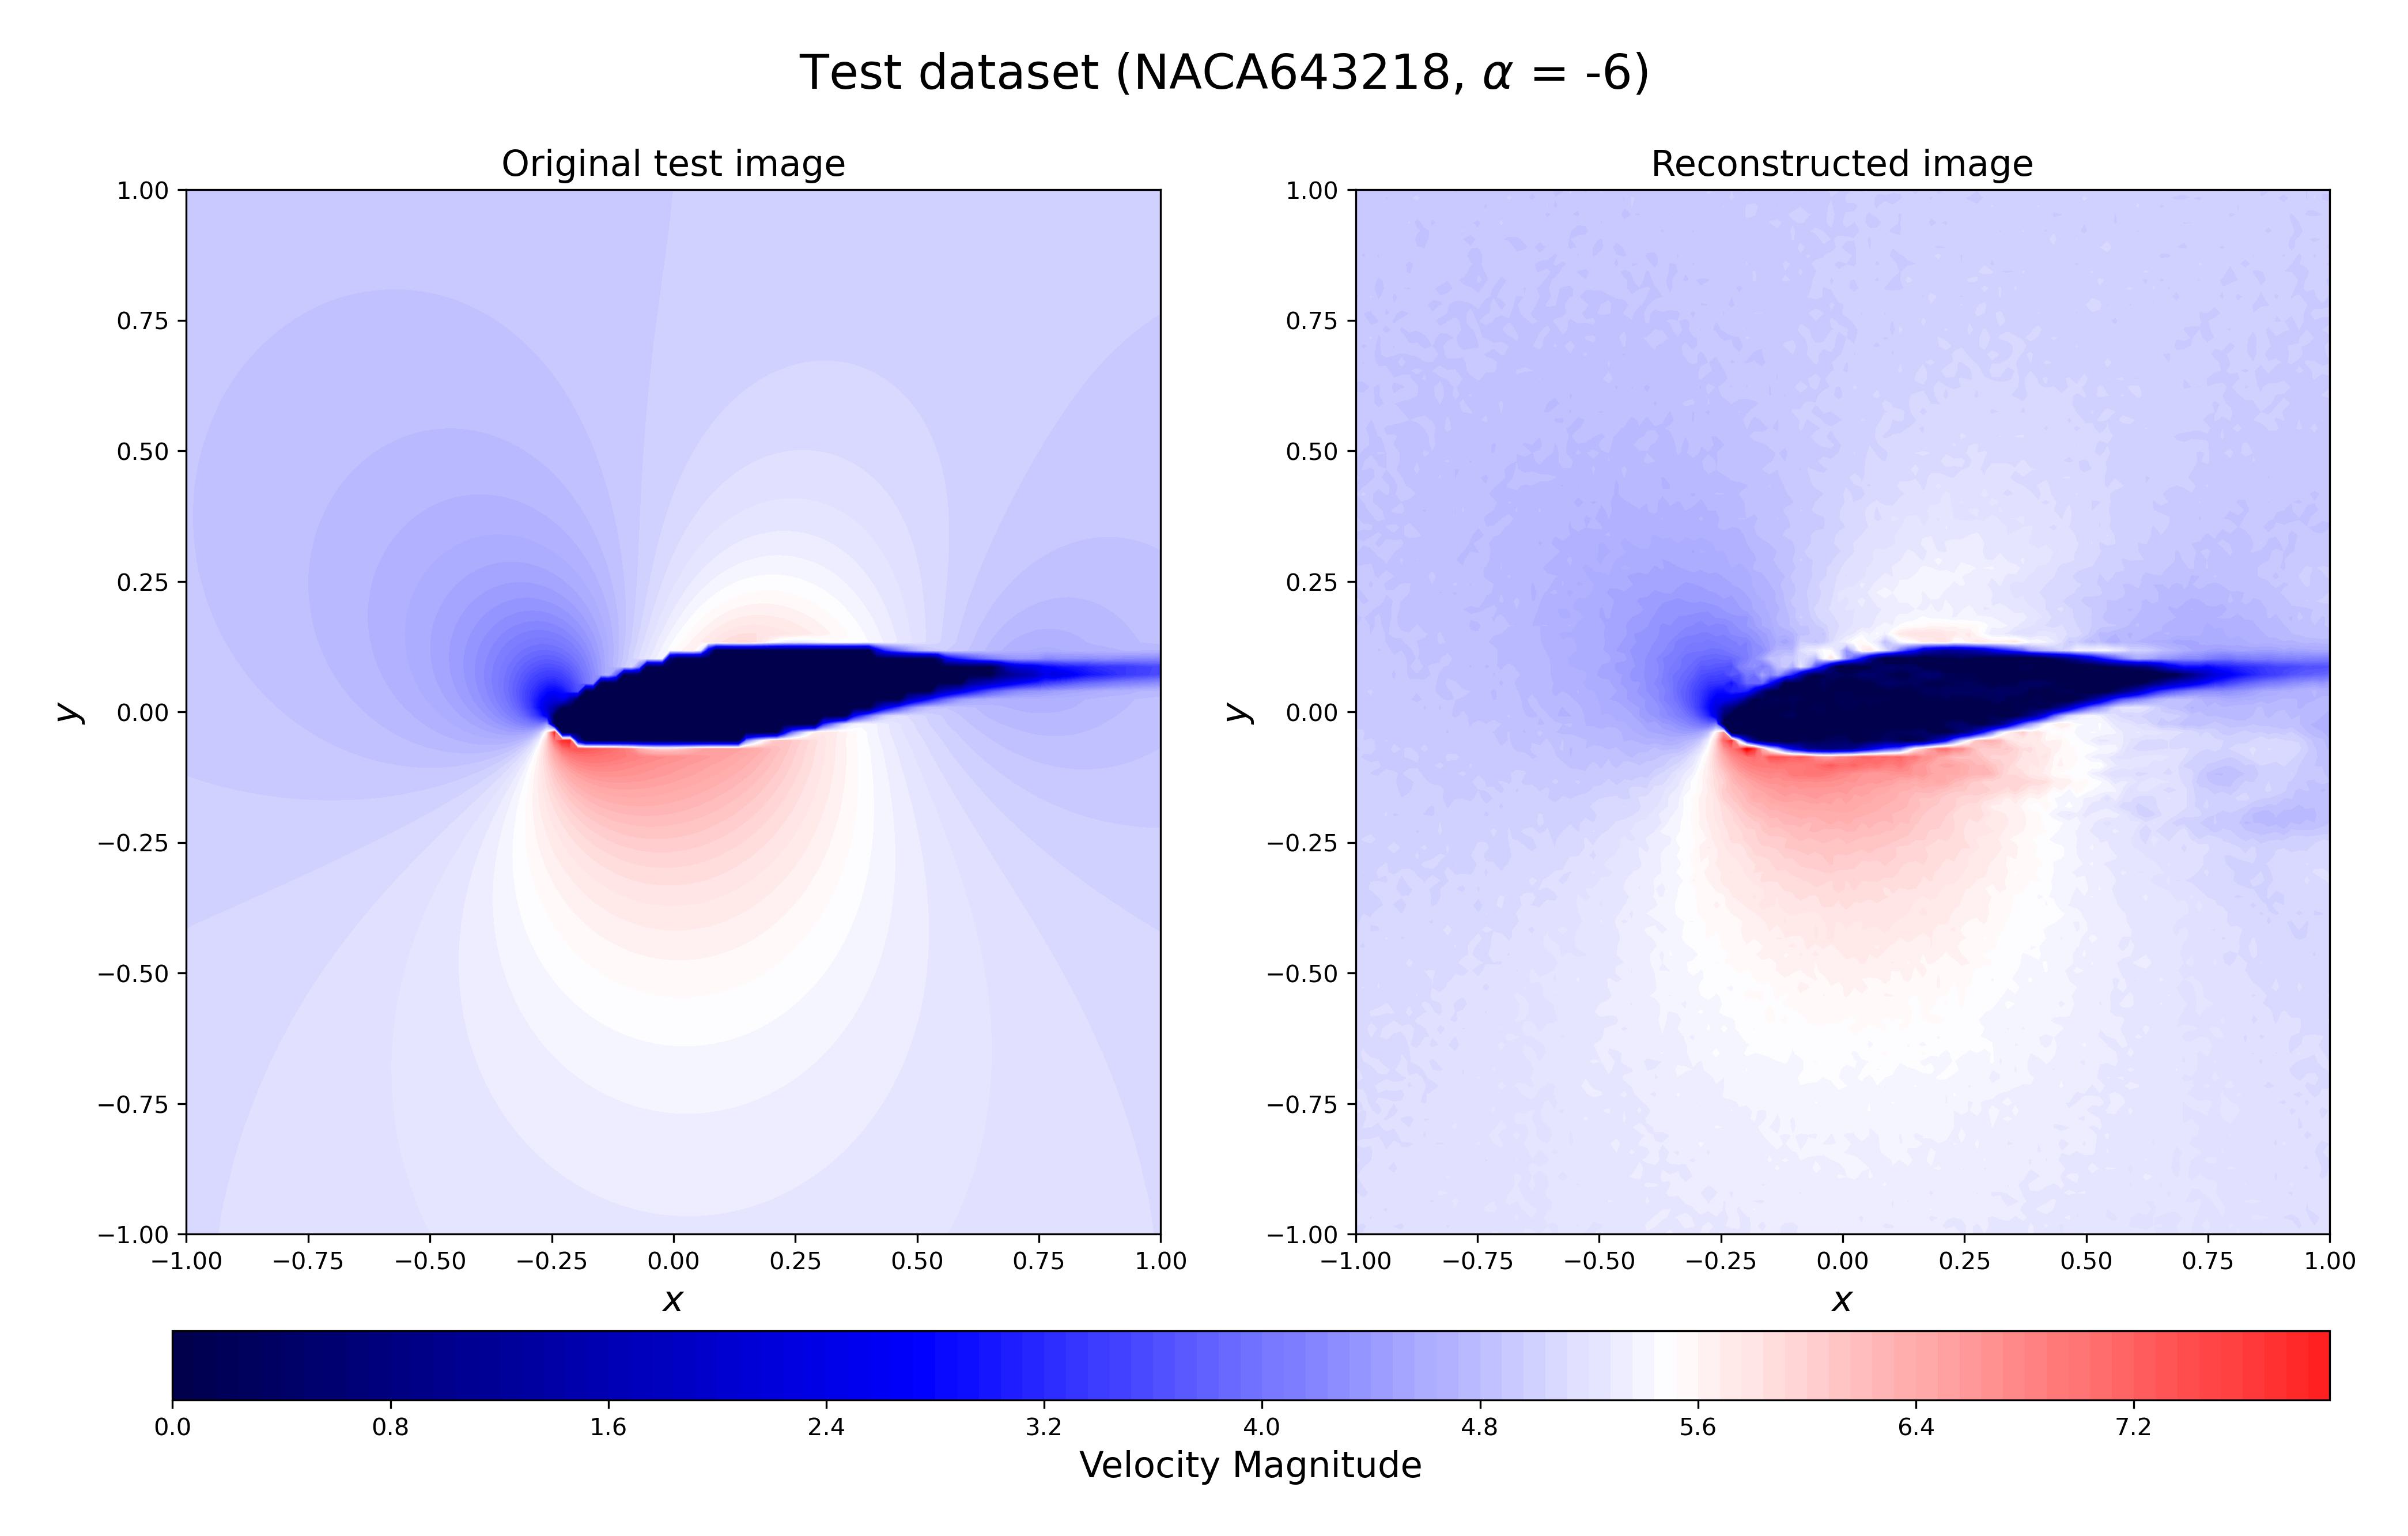 Test dataset (NACA643218, α = -6)
Original test image
Reconstructed image
1.00
0.75
0.50
0.25
0.00
−0.25
−0.50
−0.75
−1.00
y
−1.00 −0.75 −0.50 −0.25 0.00 0.25 0.50 0.75 1.00
x
1.00
0.75
0.50
0.25
0.00
−0.25
−0.50
−0.75
−1.00
y
−1.00 −0.75 −0.50 −0.25 0.00 0.25 0.50 0.75 1.00
x
0.0 0.8 1.6 2.4 3.2 4.0 4.8 5.6 6.4 7.2
Velocity Magnitude